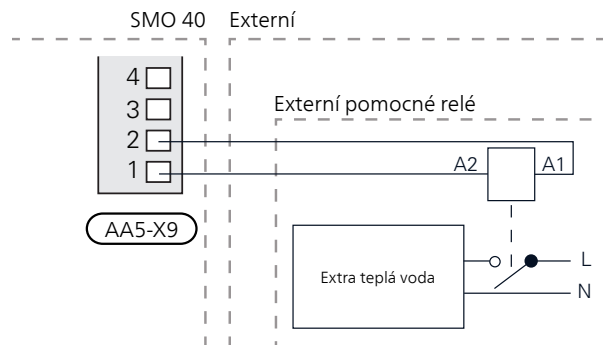 SMO 40
Externí
Externí pomocné relé
4
3
2
1
A2
A1
AA5-X9
Extra teplá voda
L
N